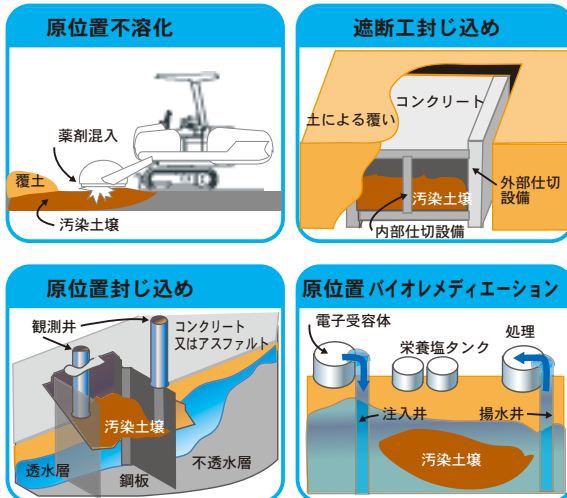 原位置不溶化
薬剤混入
覆土
汚染土壌
遮断工封じ込め
コンクリート
土による覆い
汚染土壌
外部仕切
設備
内部仕切設備
原位置封じ込め
観測井
コンクリート
又はアスファルト
汚染土壌
透水層
鋼板
不透水層
原位置 バイオレメディエーション
電子受容体
栄養塩タンク
処理
注入井
揚水井
汚染土壌